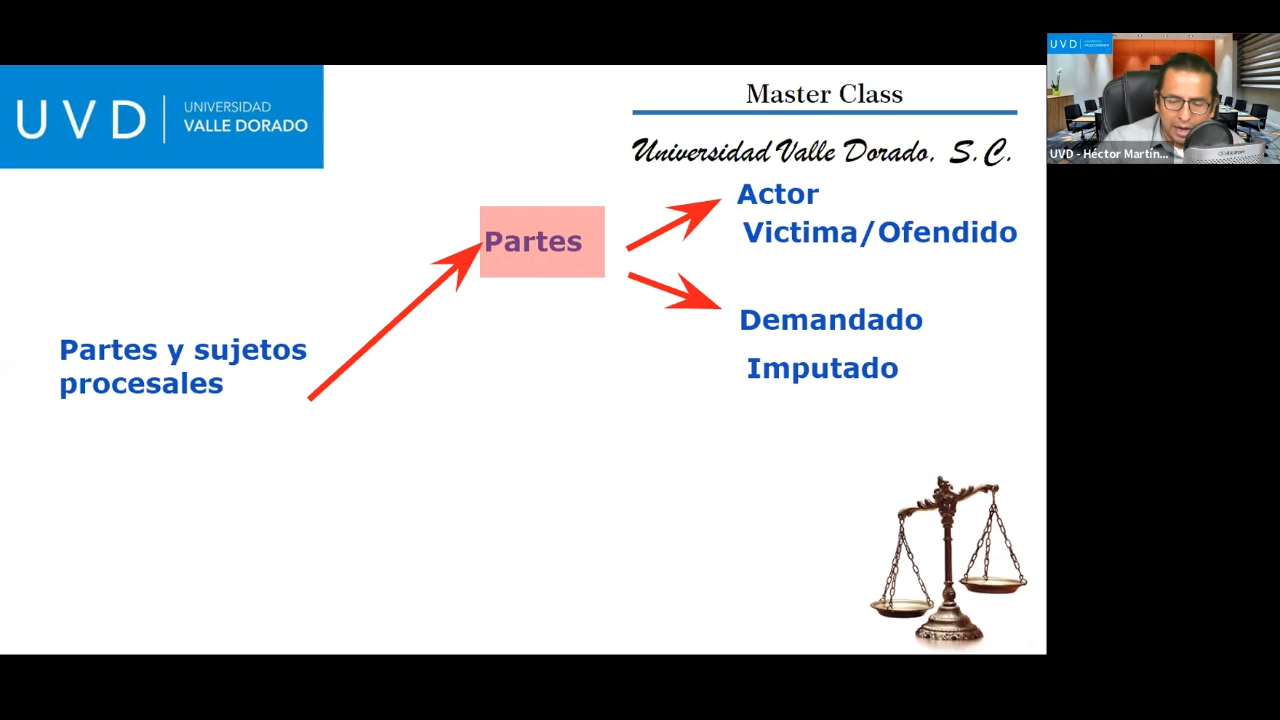 UVD
UNIVERSIDAD
VALLE DORADO
Master Class
Universidad Valle Dorado, S.C.
Actor
Victima/Ofendido
Partes
Demandado
Imputado
Partes y sujetos
procesales
UVD
UVD - Héctor Martín...